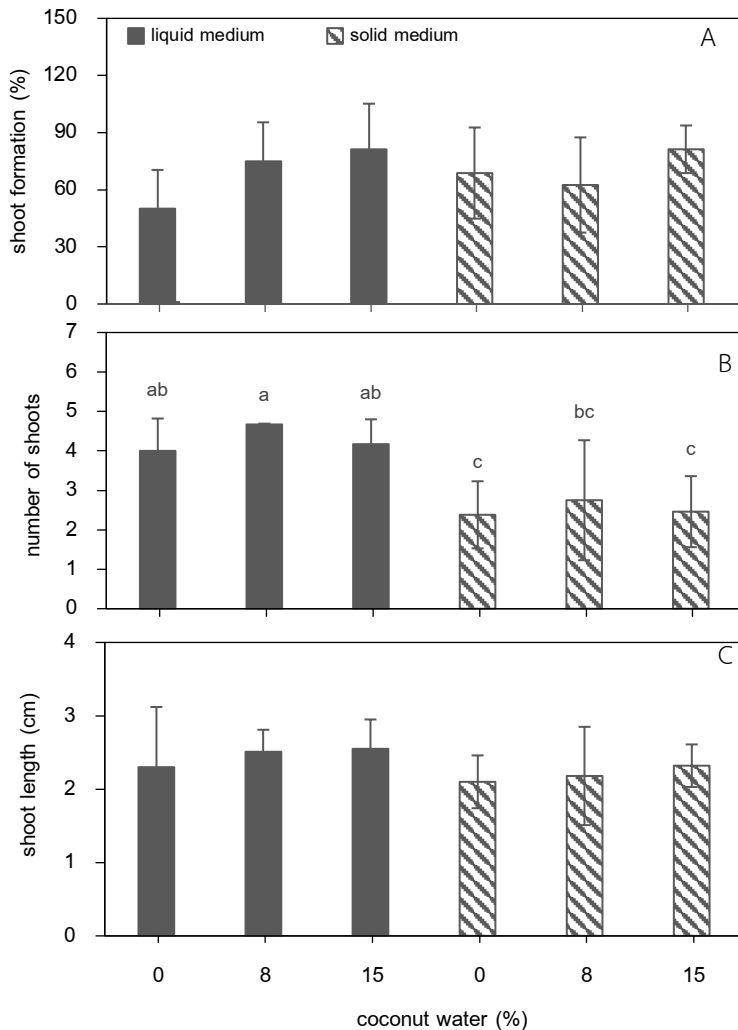 liquid medium solid medium A
150
120
90
60
30
0
shoot formation (%)
B
7
6
5
4
3
2
1
0
number of shoots
ab a ab c bc c
C
4
3
2
1
0
shoot length (cm)
0 8 15 0 8 15
coconut water (%)